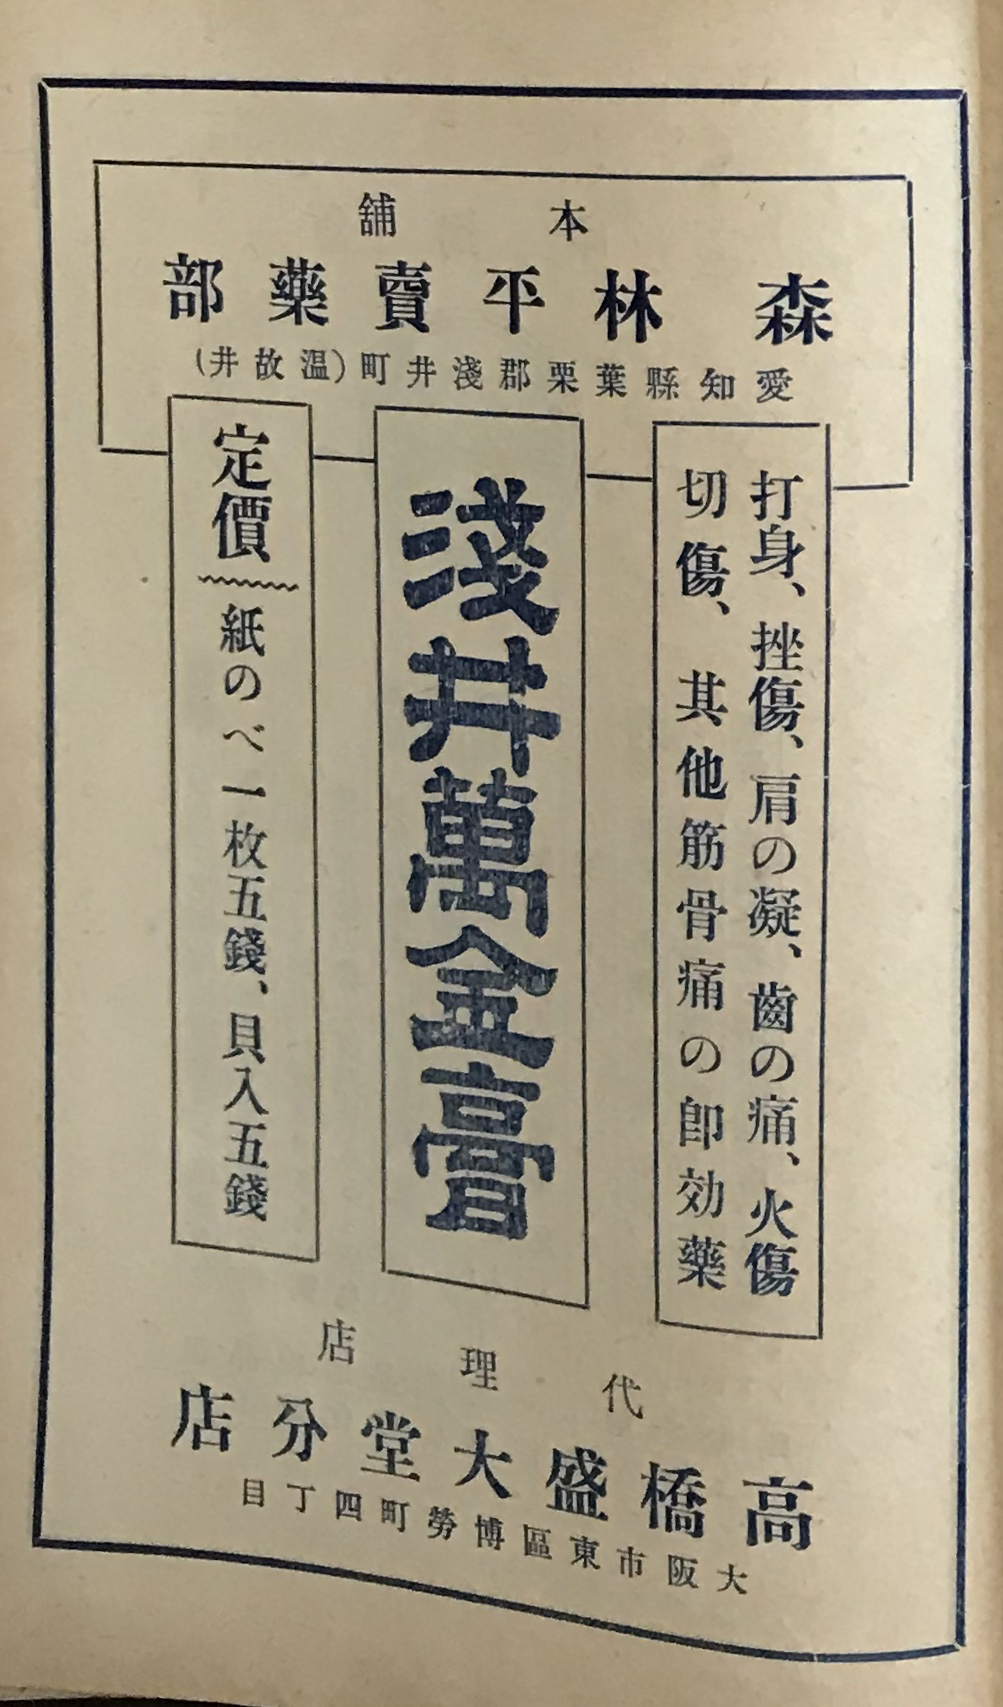 本舖
森林平賣藥部
愛知縣葉栗郡淺井町(温故井)
打身、挫傷、肩の凝、齒の痛、火傷
切傷、其他筋骨痛の卽効藥
淺井萬金膏
定價
紙のべ一枚五錢、貝入五錢
代理店
高橋盛大堂分店
大阪市東區博勞町四丁目